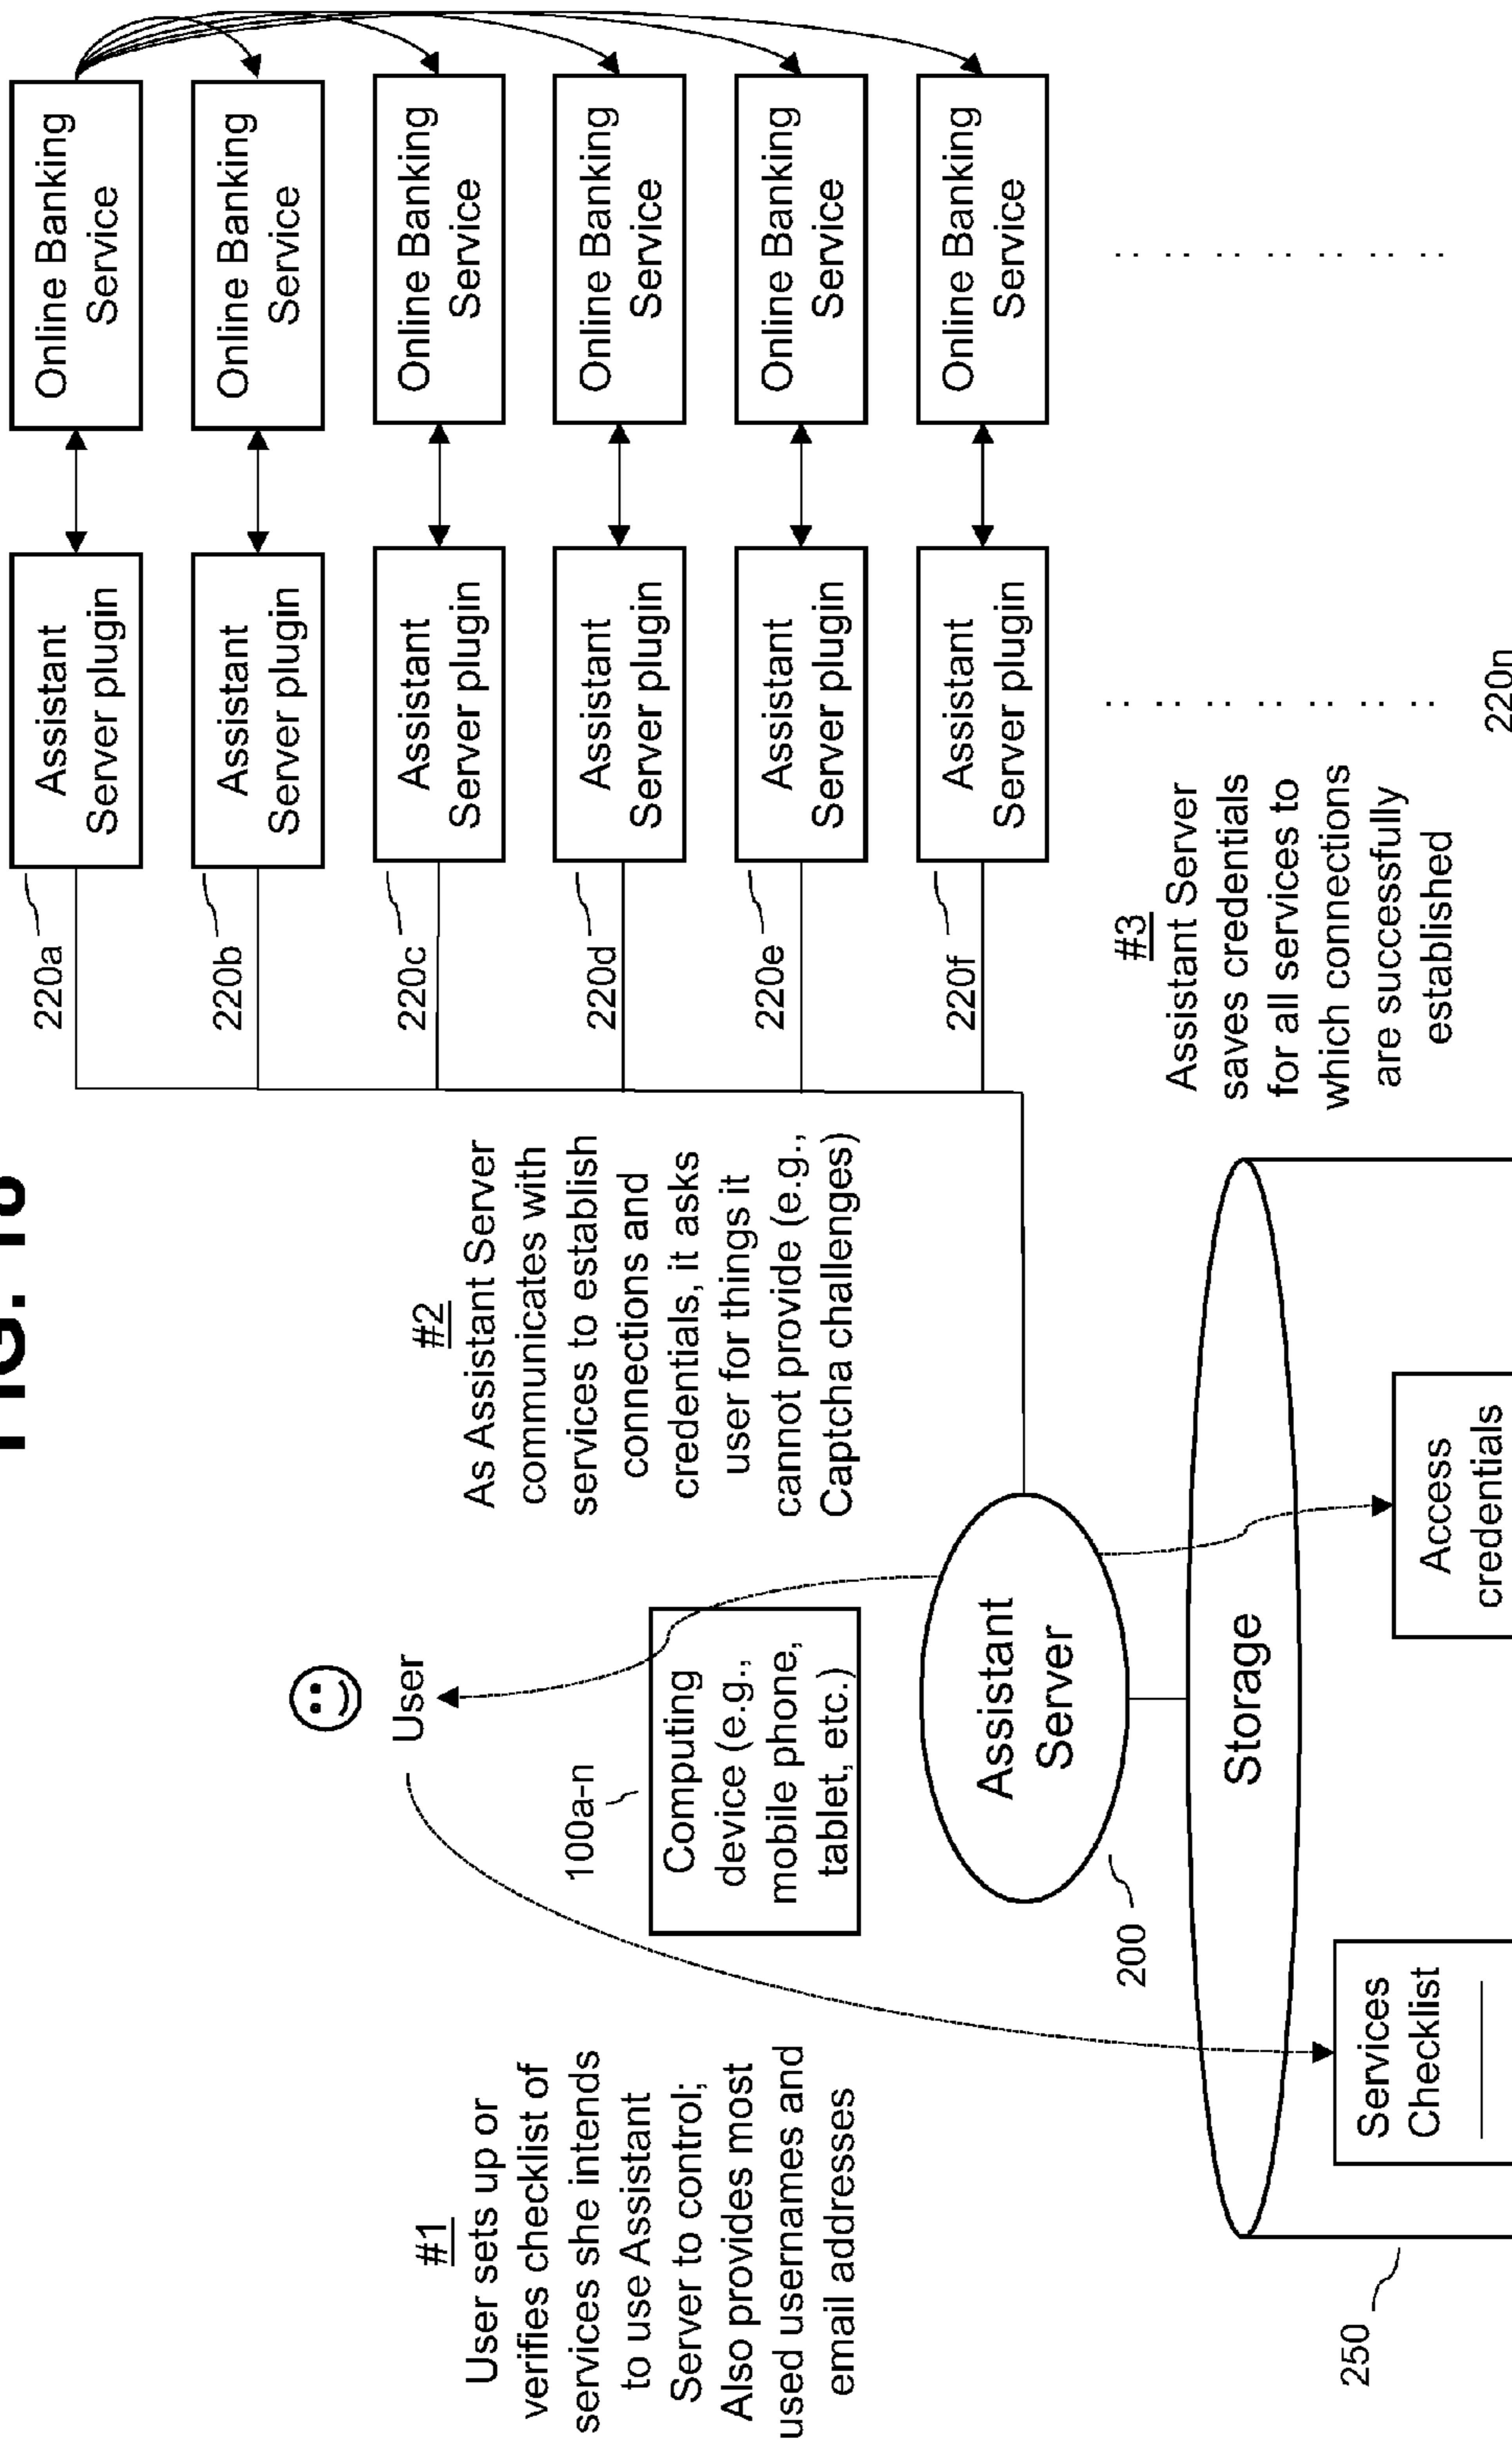 FIG.
#1
User sets up or
verifies checklist of
services she intends
to use Assistant
Server to control;
Also provides most
used usernames and
email addresses
User
100a-n
Computing
device (e.g.,
mobile phone,
tablet, etc.)
#2
As Assistant Server
communicates with
services to establish
connections and
credentials, it asks
user for things it
cannot provide (e.g.,
Captcha challenges)
Assistant
Server
200
Storage
250
Services
Checklist
Access
credentials
#3
Assistant Server
saves credentials
for all services to
which connections
are successfully
established
220a
Assistant
Server plugin
Online Banking
Service
220b
Assistant
Server plugin
Online Banking
Service
220c
Assistant
Server plugin
Online Banking
Service
220d
Assistant
Server plugin
Online Banking
Service
220e
Assistant
Server plugin
Online Banking
Service
220f
Assistant
Server plugin
Online Banking
Service
220n